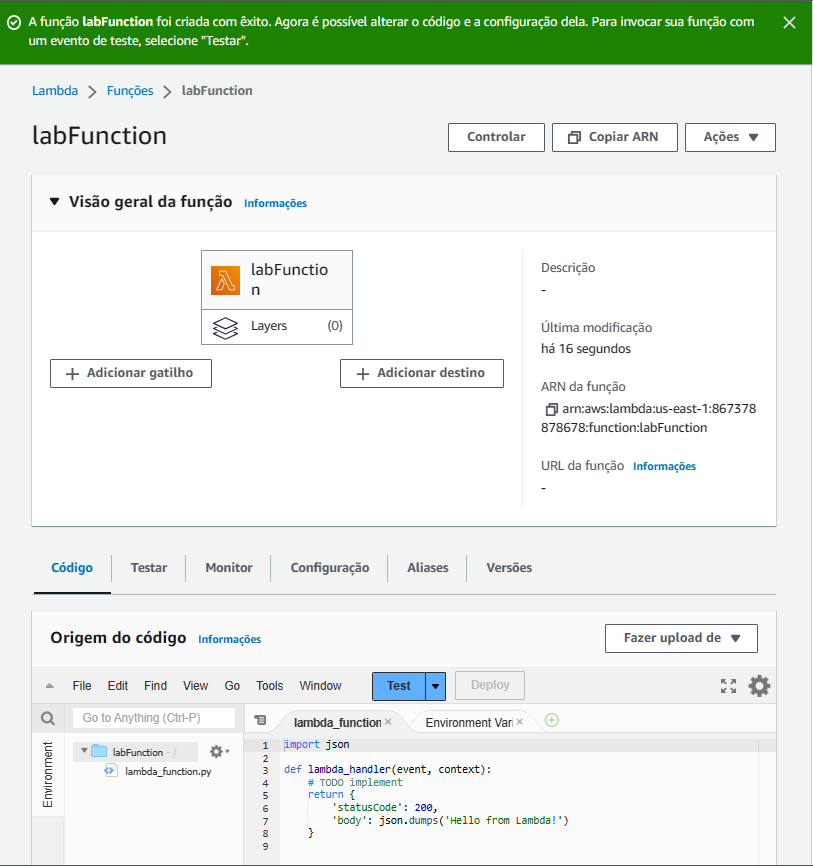 A função labFunction foi criada com êxito. Agora é possível alterar o código e a configuração dela. Para invocar sua função com
um evento de teste, selecione "Testar".
Lambda > Funções > labFunction
labFunction
Controlar
Copiar ARN
Ações
Visão geral da função Informações
labFunctio
n
Layers (0)
Adicionar gatilho
Adicionar destino
Descrição
-
Última modificação
há 16 segundos
ARN da função
arn:aws:lambda:us-east-1:867378
878678:function:labFunction
URL da função Informações
-
Código Testar Monitor Configuração Aliases Versões
Origem do código Informações
Fazer upload de
File Edit Find View Go Tools Window Test Deploy
Go to Anything (Ctrl-P)
lambda_function
Environment Vari
Environment
labFunction - /
lambda_function.py
1 import json
2
3 def lambda_handler(event, context):
4 # TODO implement
5 return {
6 'statusCode': 200,
7 'body': json.dumps('Hello from Lambda!')
8 }
9